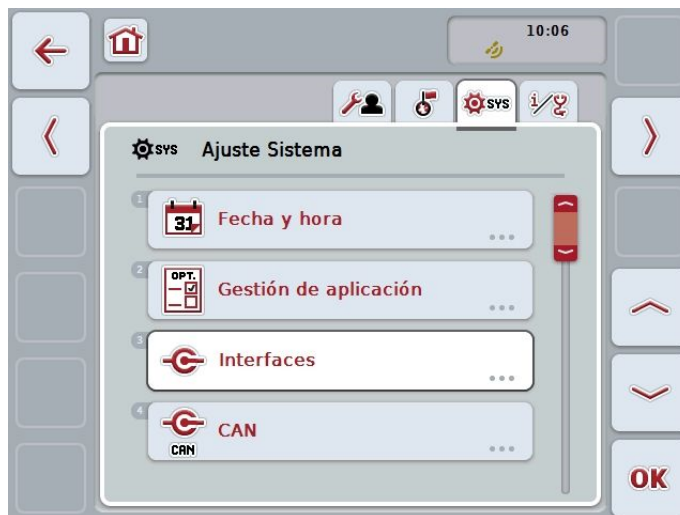 10:06
SYS
i/
SYS Ajuste Sistema
1
31
Fecha y hora
2
OPT.
Gestión de aplicación
3
Interfaces
4
CAN
CAN
OK